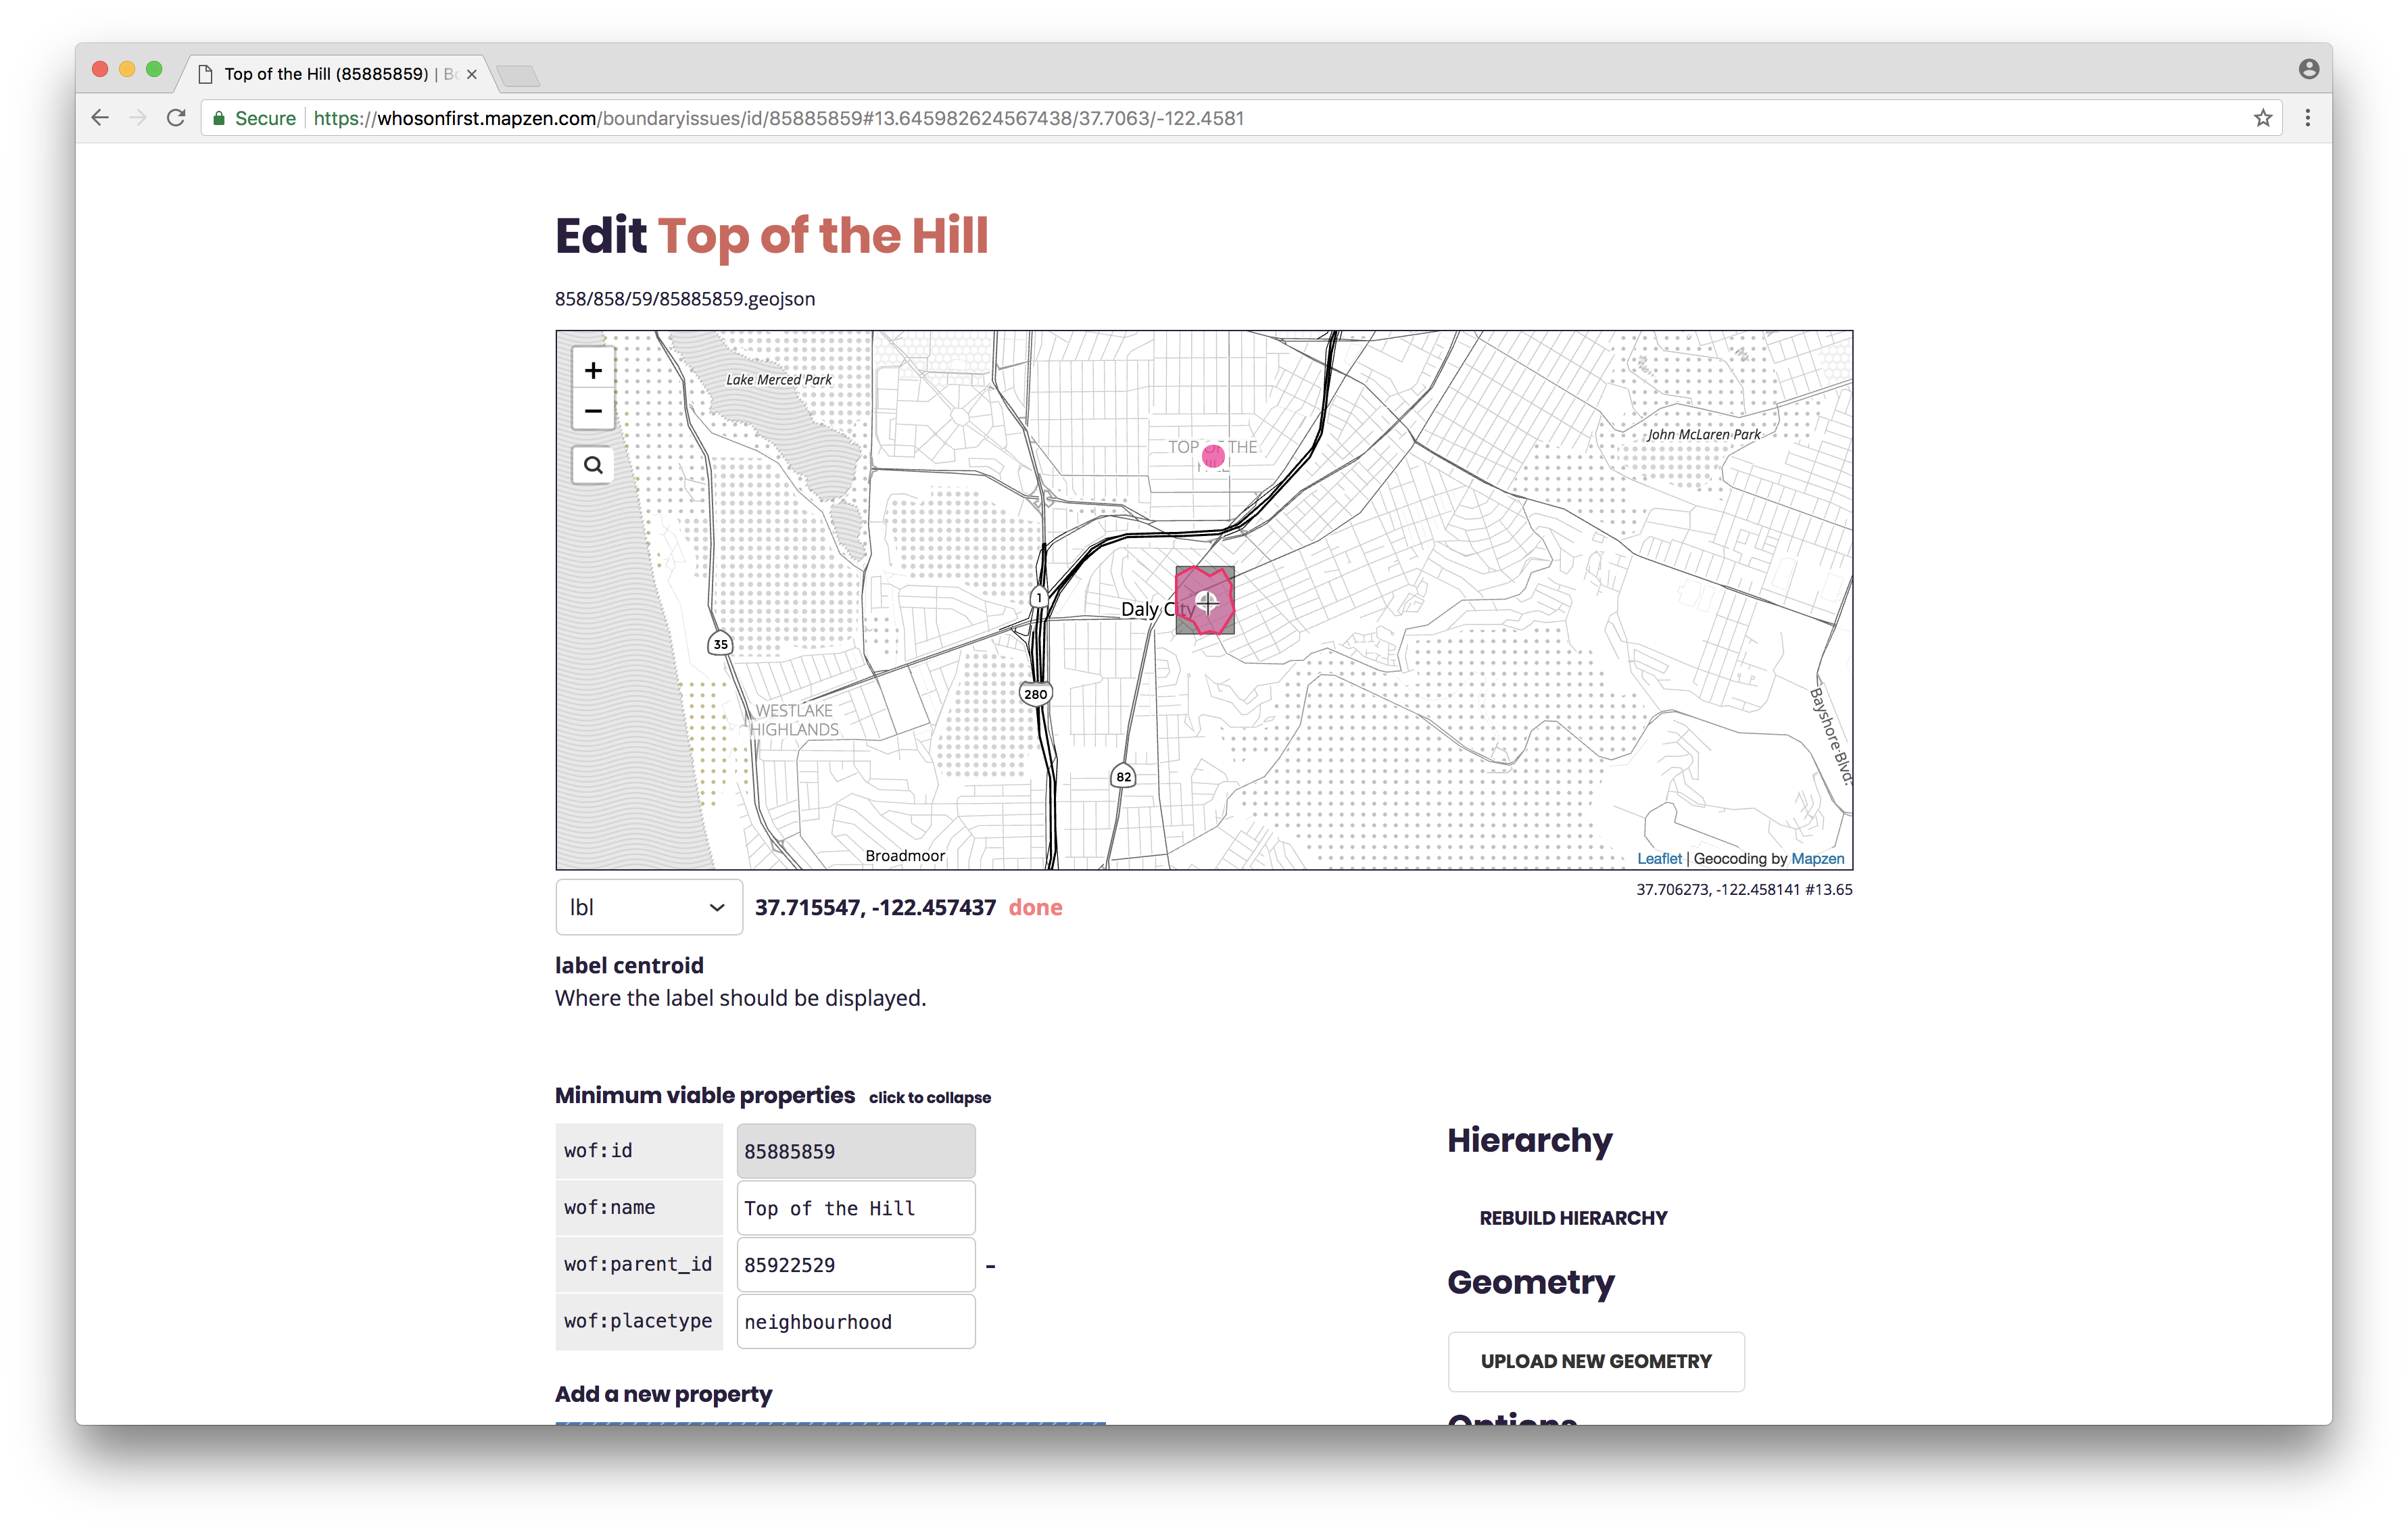 Top of the Hill (85885859) | Bo
Secure https://whosonfirst.mapzen.com/boundaryissues/id/85885859#13.645982624567438/37.7063/-122.4581
Edit Top of the Hill
858/858/59/85885859.geojson
+
−
Lake Merced Park
TOP OF THE
HILL
John McLaren Park
1
Daly City
35
280
WESTLAKE
HIGHLANDS
Bayshore Blvd.
82
Broadmoor
Leaflet | Geocoding by Mapzen
37.706273, -122.458141 #13.65
lbl 37.715547, -122.457437 done
label centroid
Where the label should be displayed.
Minimum viable properties click to collapse
wof:id 85885859
wof:name Top of the Hill
wof:parent_id 85922529 -
wof:placetype neighbourhood
Add a new property
Hierarchy
REBUILD HIERARCHY
Geometry
UPLOAD NEW GEOMETRY
Options